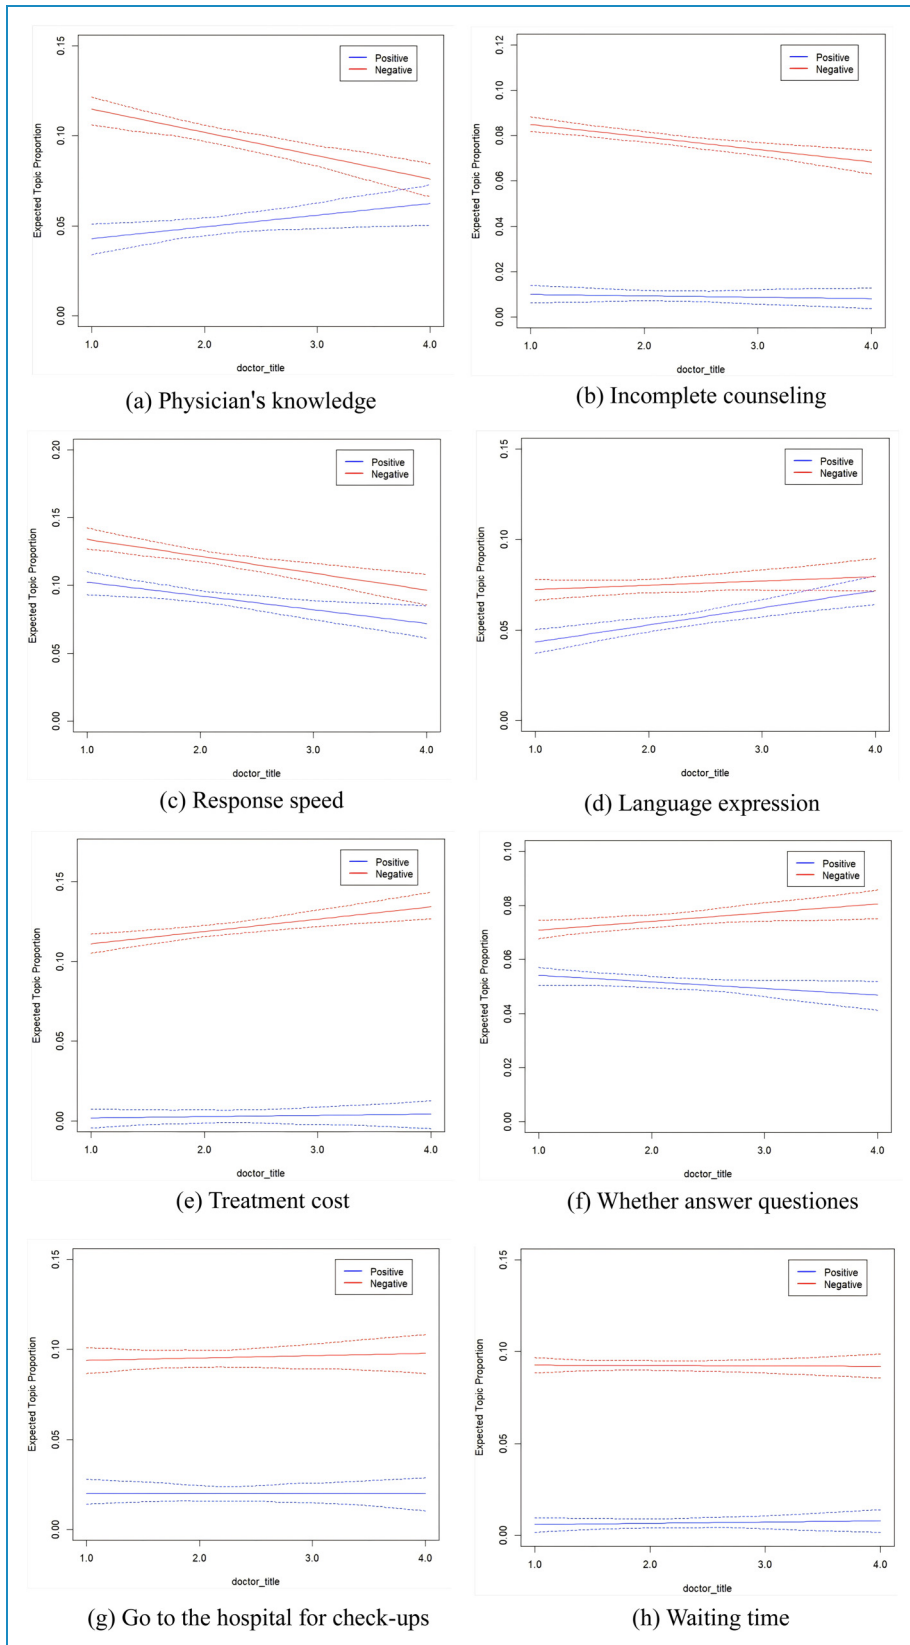 0.15
0.10
0.05
0.00
Expected Topic Proportion
Positive
Negative
1.0 2.0 3.0 4.0
doctor_title
(a) Physician's knowledge
0.12
0.10
0.08
0.06
0.04
0.02
0.00
Expected Topic Proportion
Positive
Negative
1.0 2.0 3.0 4.0
doctor_title
(b) Incomplete counseling
0.20
0.15
0.10
0.05
0.00
Expected Topic Proportion
Positive
Negative
1.0 2.0 3.0 4.0
doctor_title
(c) Response speed
0.15
0.10
0.05
0.00
Expected Topic Proportion
Positive
Negative
1.0 2.0 3.0 4.0
doctor_title
(d) Language expression
0.15
0.10
0.05
0.00
Expected Topic Proportion
Positive
Negative
1.0 2.0 3.0 4.0
doctor_title
(e) Treatment cost
0.10
0.08
0.06
0.04
0.02
0.00
Expected Topic Proportion
Positive
Negative
1.0 2.0 3.0 4.0
doctor_title
(f) Whether answer questiones
0.15
0.10
0.05
0.00
Expected Topic Proportion
Positive
Negative
1.0 2.0 3.0 4.0
doctor_title
(g) Go to the hospital for check-ups
0.15
0.10
0.05
0.00
Expected Topic Proportion
Positive
Negative
1.0 2.0 3.0 4.0
doctor_title
(h) Waiting time